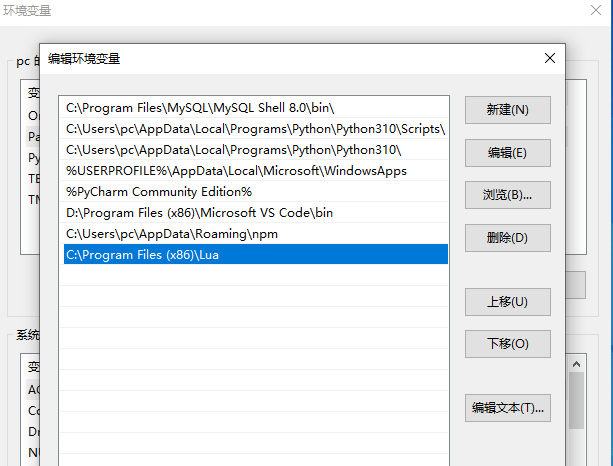 环境变量
编辑环境变量
pc 的
变
Pa
Py
TE
C:\Program Files\MySQL\MySQL Shell 8.0\bin\
C:\Users\pc\AppData\Local\Programs\Python\Python310\Scripts\
C:\Users\pc\AppData\Local\Programs\Python\Python310\
%USERPROFILE%\AppData\Local\Microsoft\WindowsApps
%PyCharm Community Edition%
D:\Program Files (x86)\Microsoft VS Code\bin
C:\Users\pc\AppData\Roaming\npm
C:\Program Files (x86)\Lua
新建(N)
编辑(E)
浏览(B)...
删除(D)
上移(U)
下移(O)
编辑文本(T)...
系统
变
AC
Co
Dr